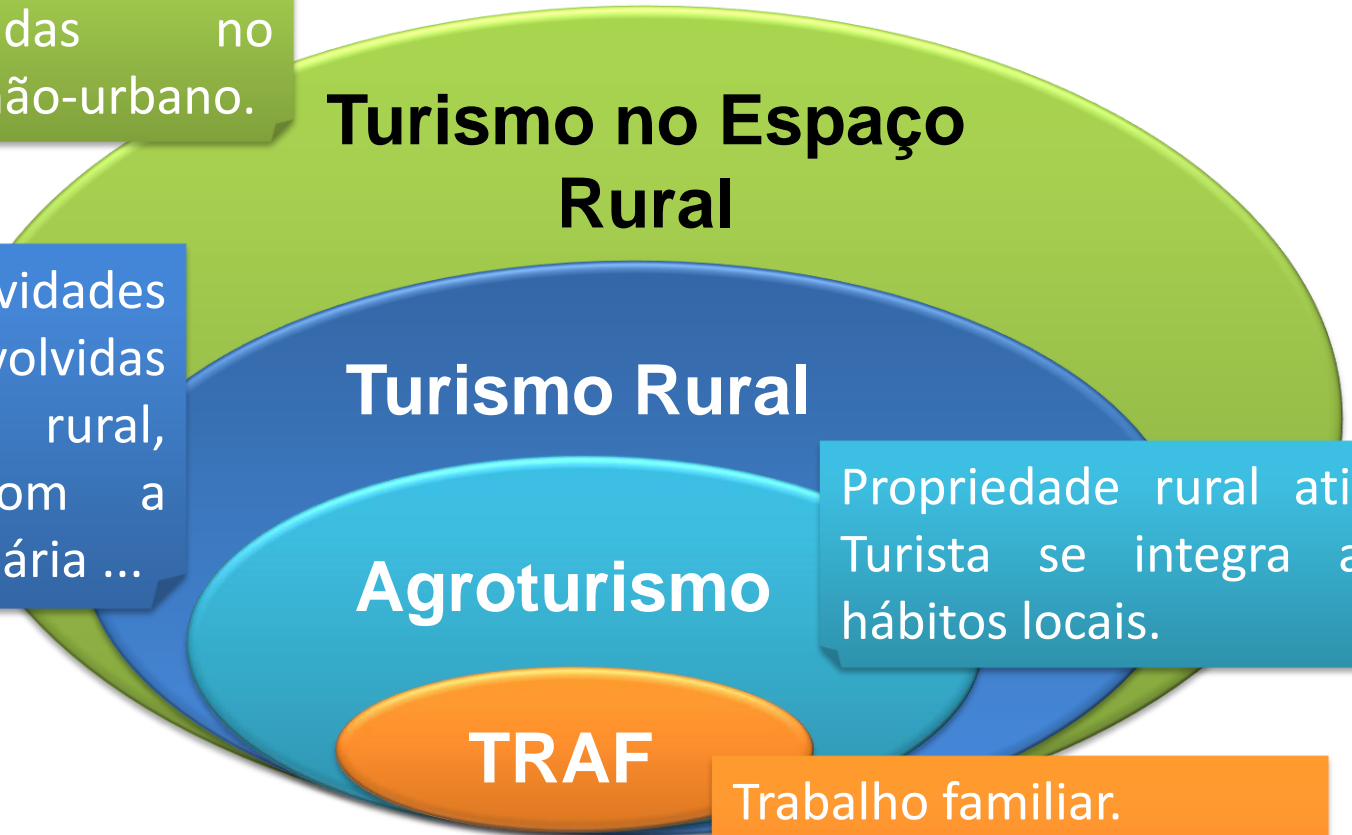 das no
não-urbano.
Turismo no Espaço
Rural
vidades
volvidas
rural,
om a
ária ...
Turismo Rural
Propriedade rural ati
Turista se integra a
hábitos locais.
Agroturismo
TRAF
Trabalho familiar.